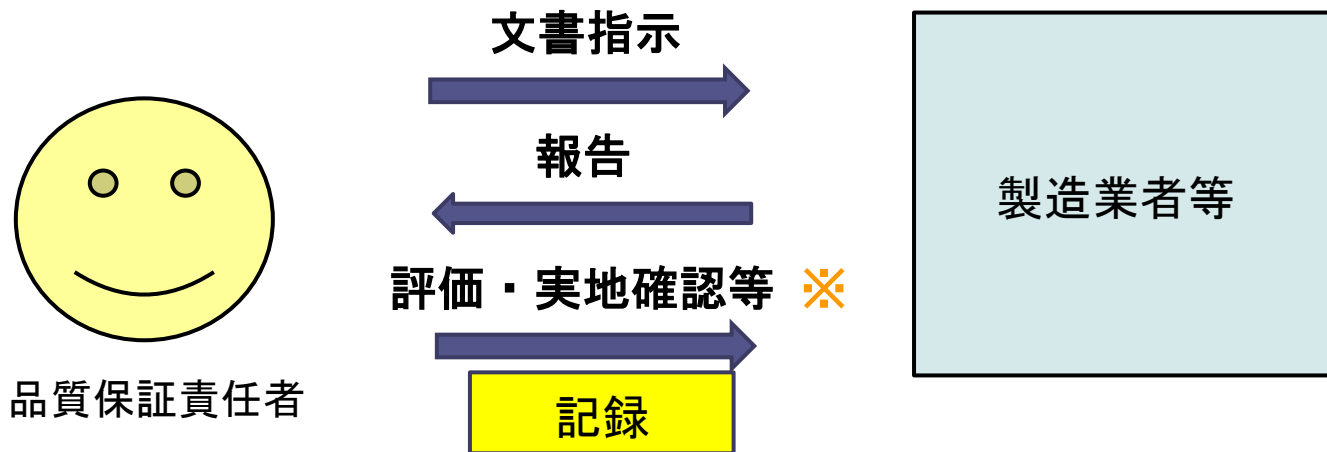 文書指示
報告
製造業者等
評価・実地確認等 ※
品質保証責任者
記録